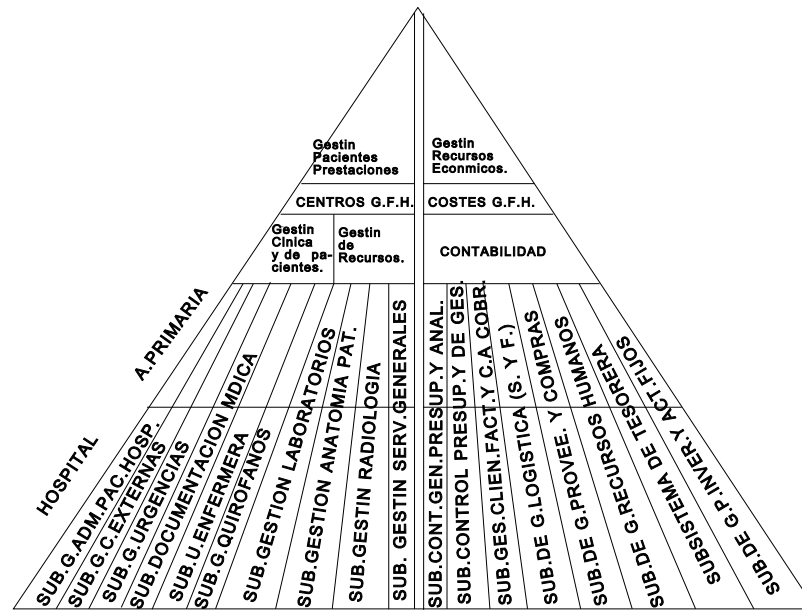 Gestin
Pacientes
Prestaciones
Gestin
Recursos
Econmicos.
CENTROS G.F.H.
COSTES G.F.H.
Gestin
Clnica
y de pa-
cientes.
Gestin
de
Recursos.
CONTABILIDAD
A.PRIMARIA
HOSPITAL
SUB.G.ADM.PAC.HOSP.
SUB.G.C.EXTERNAS
SUB.G.URGENCIAS
SUB.DOCUMENTACION MDICA
SUB.U.ENFERMERA
SUB.G.QUIROFANOS
SUB.GESTION LABORATORIOS
SUB.GESTION ANATOMIA PAT.
SUB.GESTIN RADIOLOGIA
SUB. GESTIN SERV.GENERALES
SUB.CONT.GEN.PRESUP.Y ANAL.
SUB.CONTROL PRESUP.Y DE GES.
SUB.GES.CLIEN.FACT.Y C.A COBR.
SUB.DE G.LOGISTICA (S. Y F.)
SUB.DE G.PROVEE. Y COMPRAS
SUB.DE G.RECURSOS HUMANOS
SUBSISTEMA DE TESORERA
SUB.DE G.P.INVER.Y ACT.FIJOS